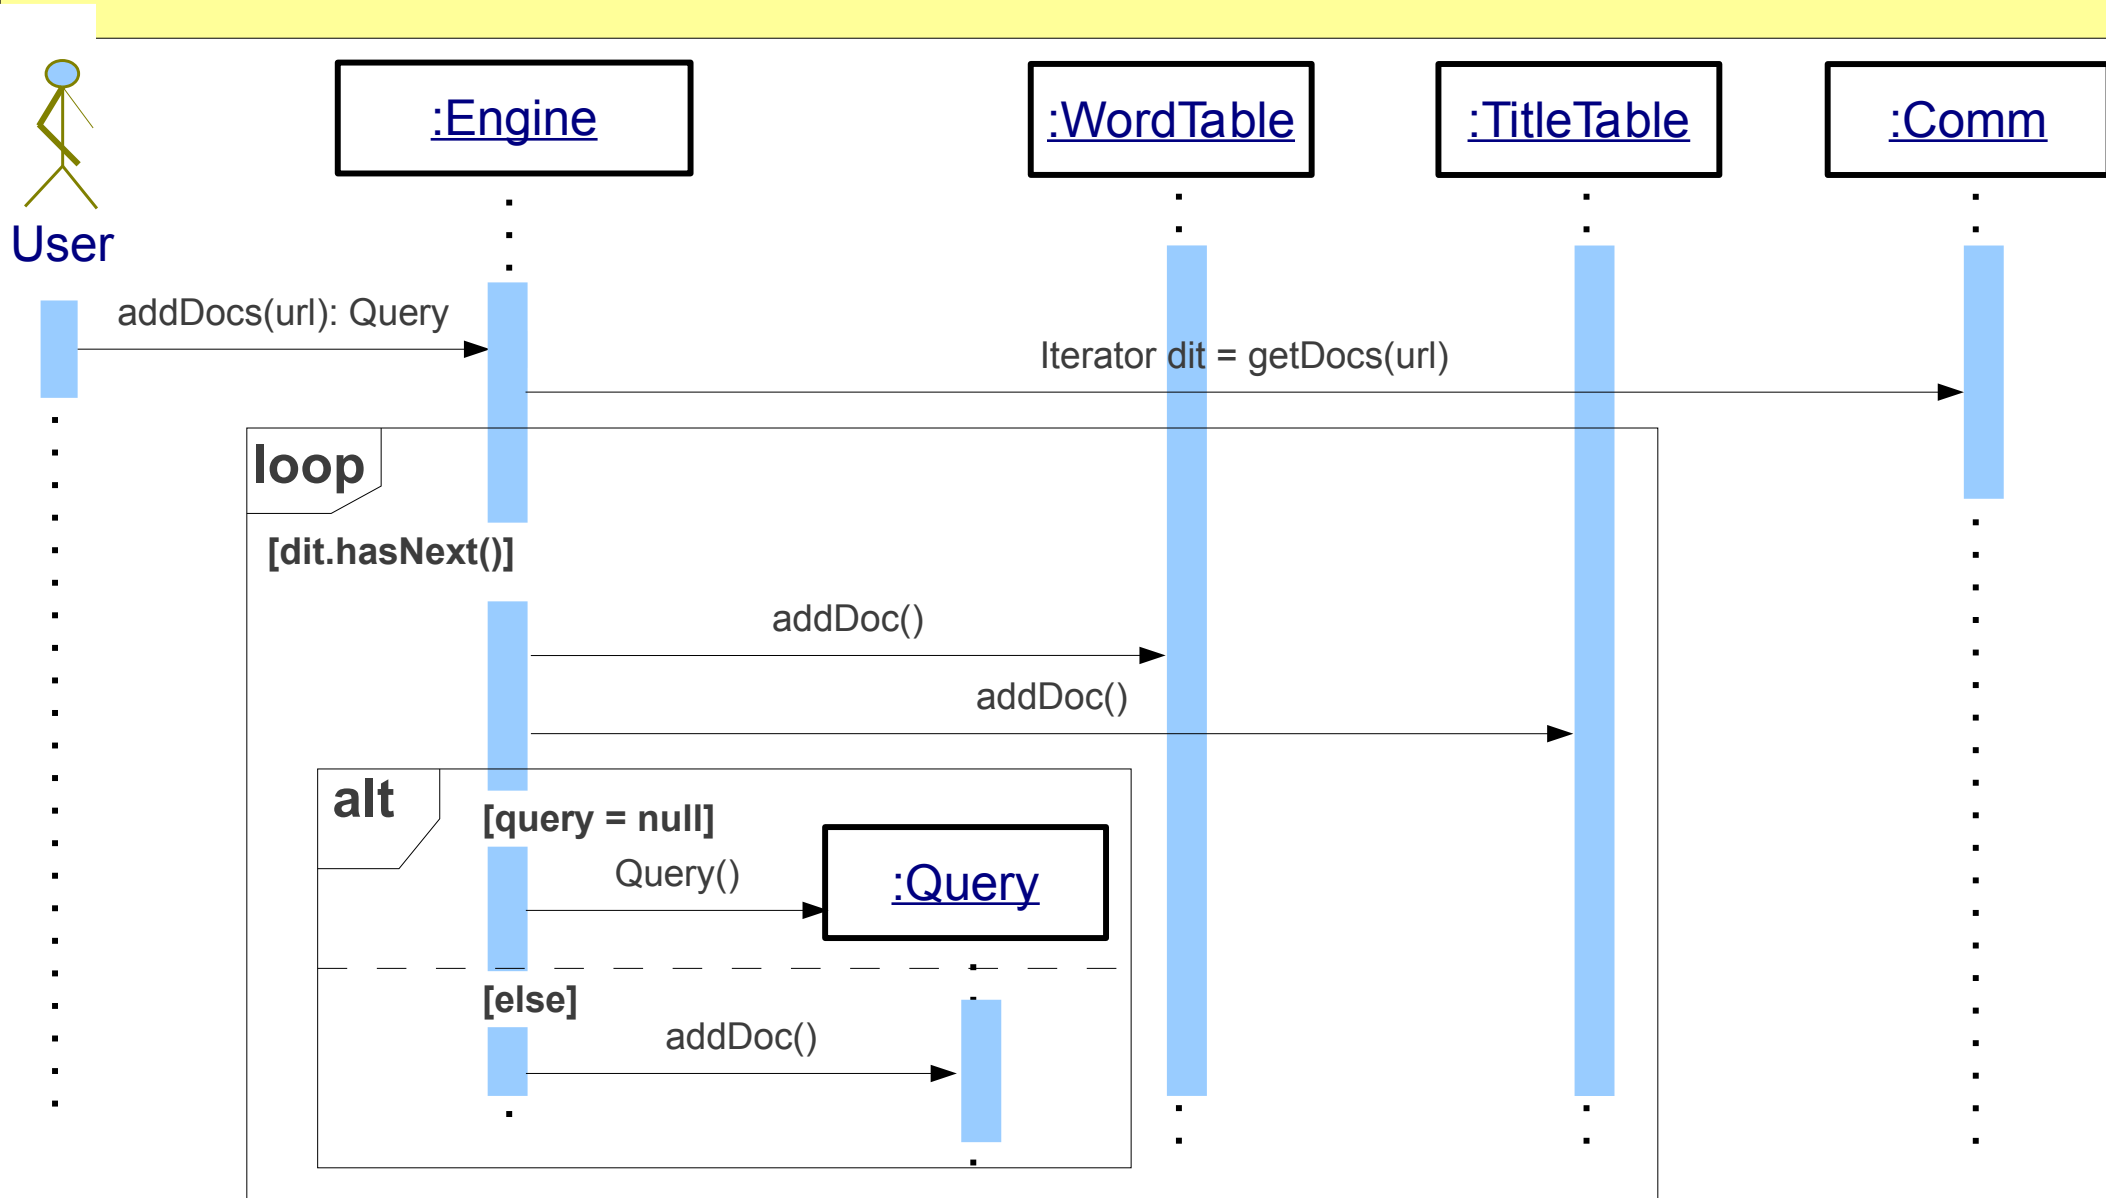 :Engine
:WordTable
:TitleTable
:Comm
User
addDocs(url): Query
Iterator dit = getDocs(url)
loop
[dit.hasNext()]
addDoc()
addDoc()
alt
[query = null]
Query()
:Query
[else]
addDoc()